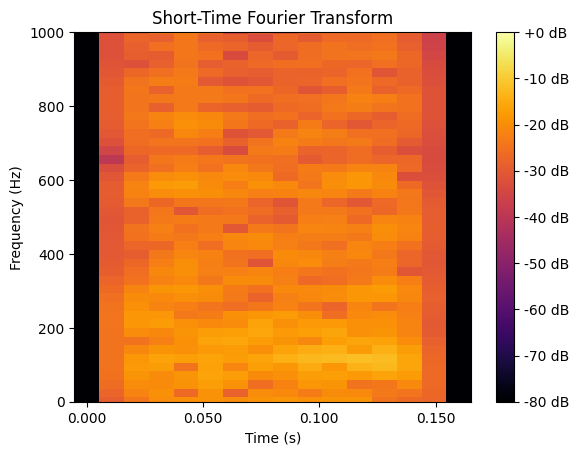 Short-Time Fourier Transform
1000
800
600
400
200
0
Frequency (Hz)
0.000
0.050
0.100
0.150
Time (s)
+0 dB
-10 dB
-20 dB
-30 dB
-40 dB
-50 dB
-60 dB
-70 dB
-80 dB